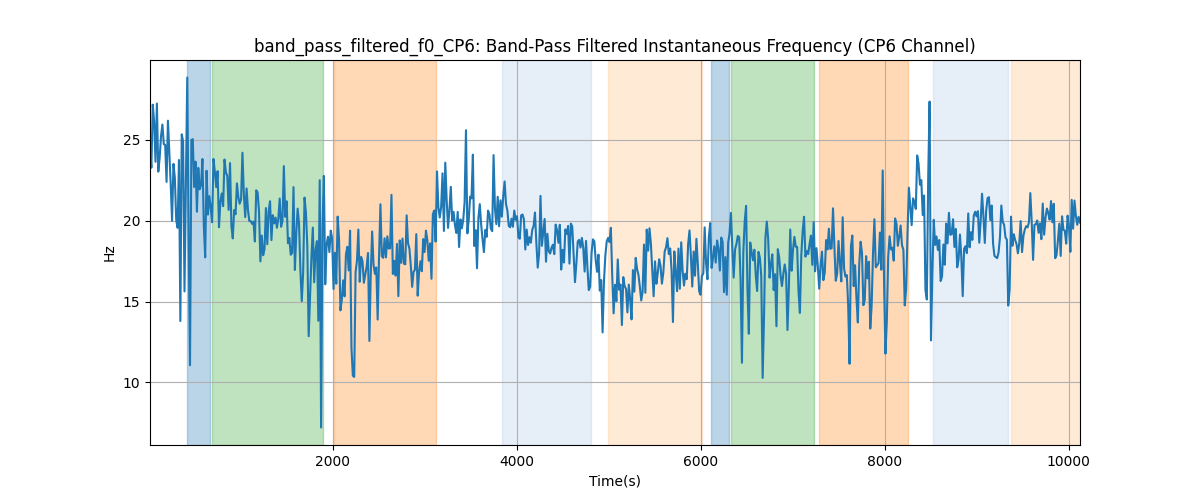 band_pass_filtered_f0_CP6: Band-Pass Filtered Instantaneous Frequency (CP6 Channel)
25
20
15
10
Hz
2000 4000 6000 8000 10000
Time(s)